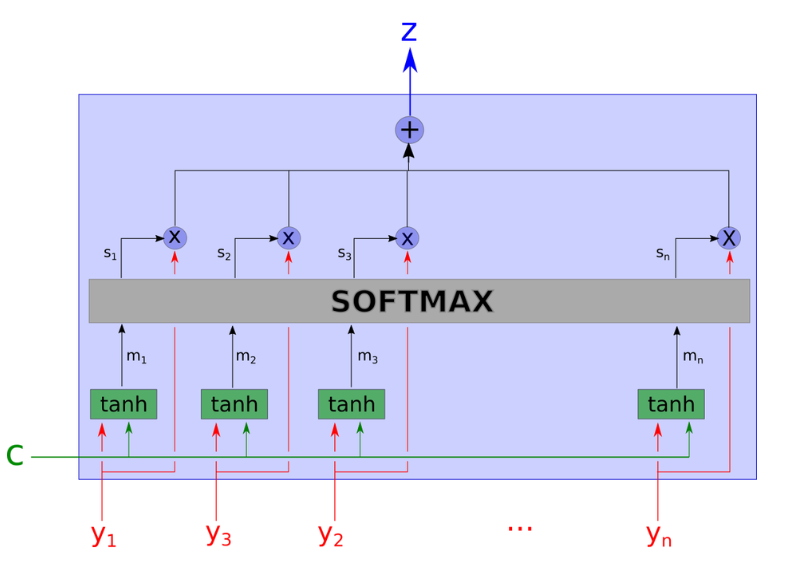 z
+
x x x x
s1 s2 s3 sn
SOFTMAX
m1 m2 m3 mn
tanh tanh tanh tanh
c
y1 y3 y2 ... yn